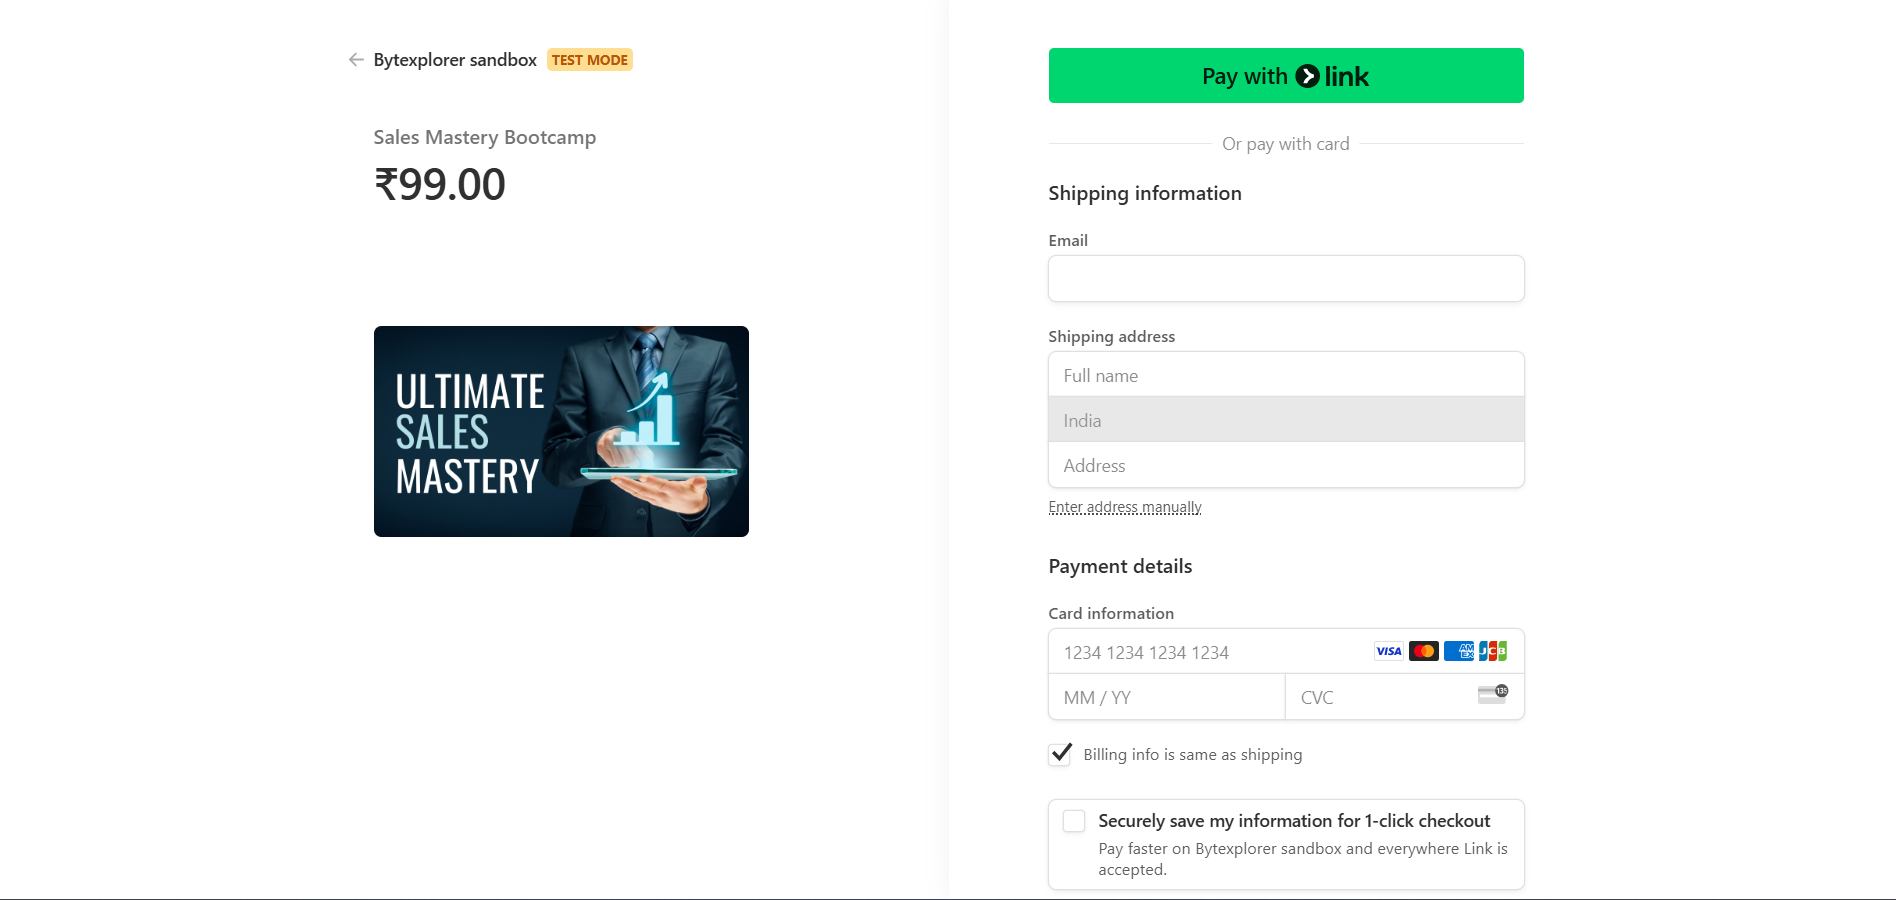 Bytexplorer sandbox TEST MODE
Sales Mastery Bootcamp
₹99.00
ULTIMATE
SALES
MASTERY
Pay with link
Or pay with card
Shipping information
Email
Shipping address
Full name
India
Address
Enter address manually
Payment details
Card information
1234 1234 1234 1234 VISA AMEX JCB
MM / YY CVC 135
Billing info is same as shipping
Securely save my information for 1-click checkout
Pay faster on Bytexplorer sandbox and everywhere Link is
accepted.